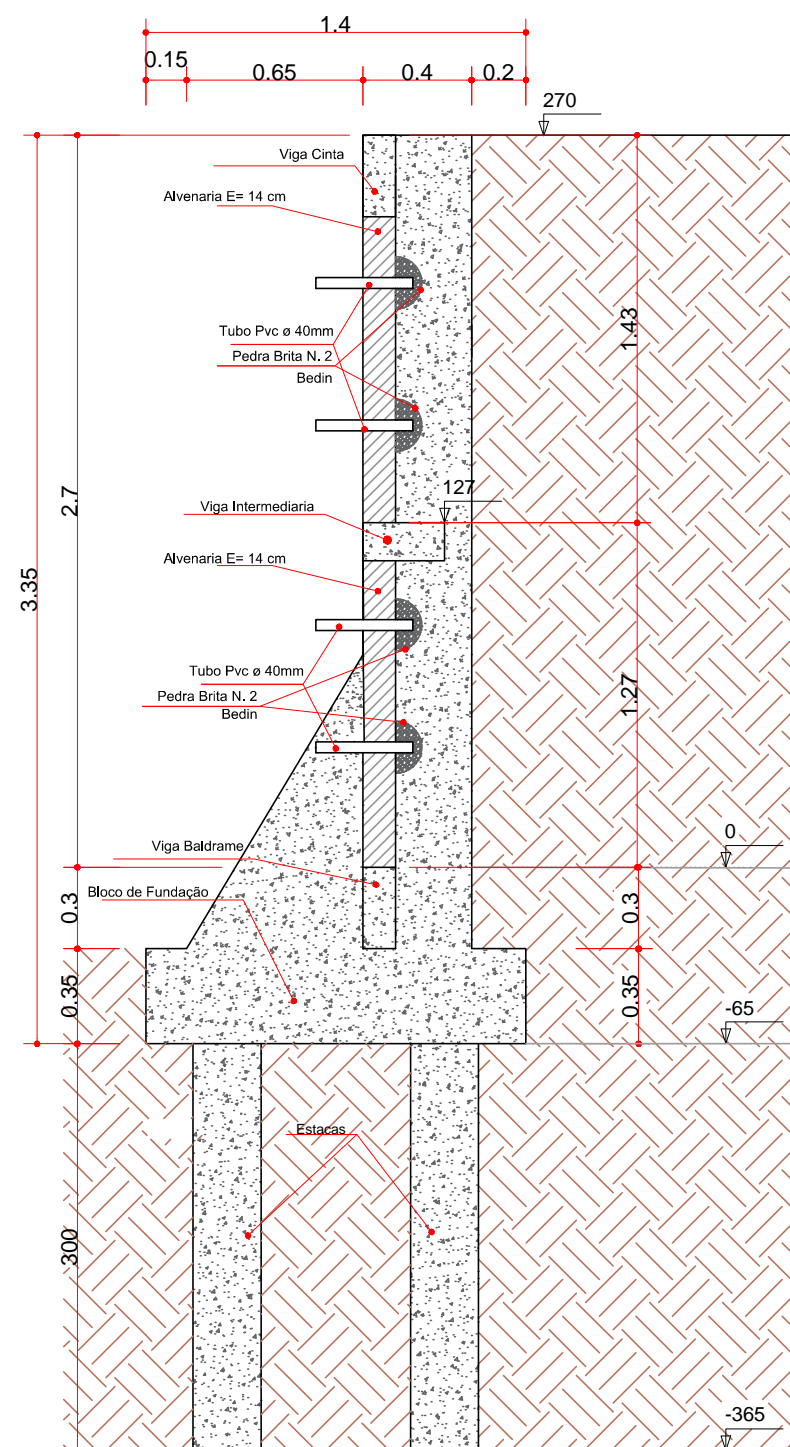 1.4
0.15
0.65
0.4
0.2
270
Viga Cinta
Alvenaria E= 14 cm
Tubo Pvc ø 40mm
Pedra Brita N. 2
Bedin
1.43
2.7
127
Viga Intermediaria
Alvenaria E= 14 cm
3.35
Tubo Pvc ø 40mm
Pedra Brita N. 2
Bedin
1.27
0
Viga Baldrame
Bloco de Fundação
0.3
0.3
0.35
0.35
-65
Estacas
300
-365